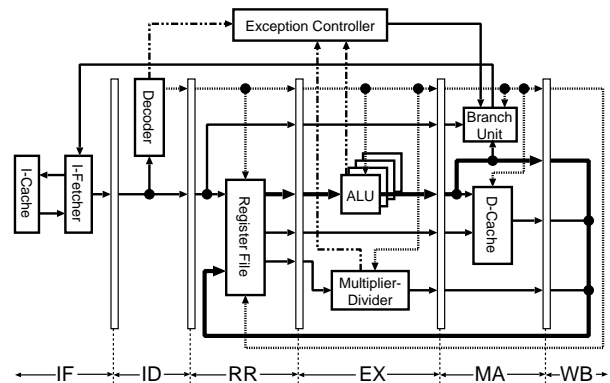 Exception Controller
Decoder
Branch
Unit
I-Cache
I-Fetcher
Register File
ALU
D-Cache
Multiplier-
Divider
IF
ID
RR
EX
MA
WB